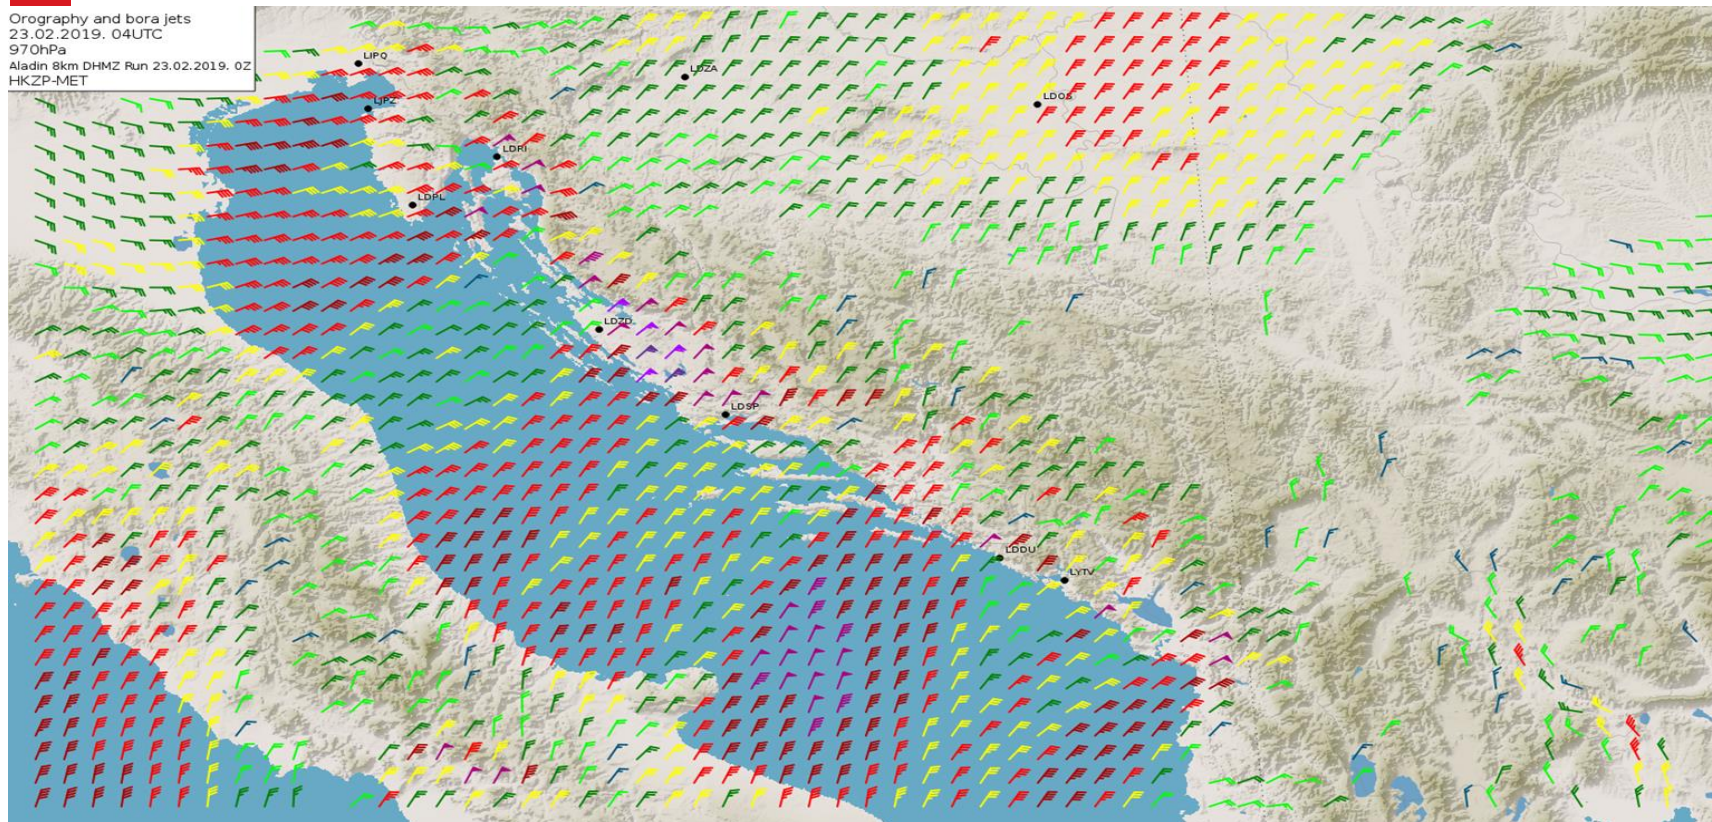 Orography and bora jets
23.02.2019. 04UTC
970hPa
Aladin 8km DHMZ Run 23.02.2019. 0Z
HKZP-MET
LIPQ
LDZA
LIPZ
LDOS
LDRI
LDPL
LDZD
LDSP
LDDU
LYTV